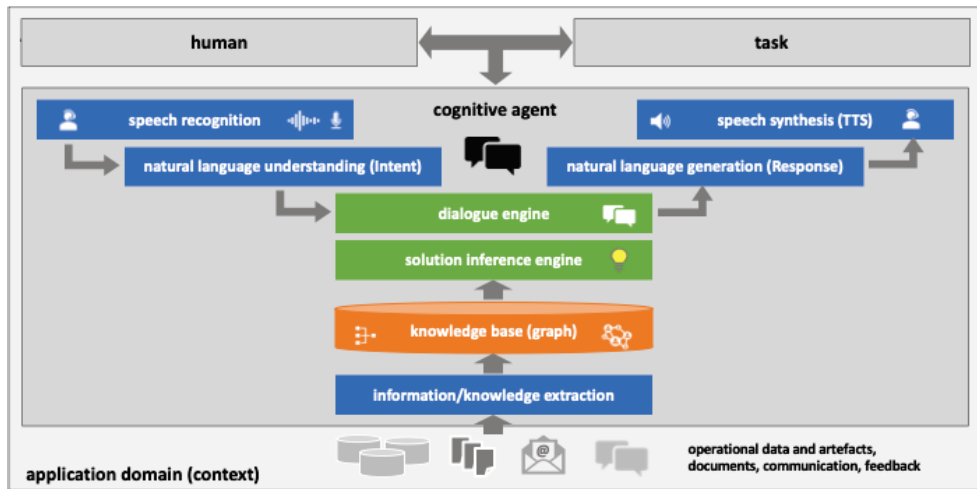 human
task
cognitive agent
speech recognition
speech synthesis (TTS)
natural language understanding (Intent)
natural language generation (Response)
dialogue engine
solution inference engine
knowledge base (graph)
information/knowledge extraction
@
operational data and artefacts,
documents, communication, feedback
application domain (context)